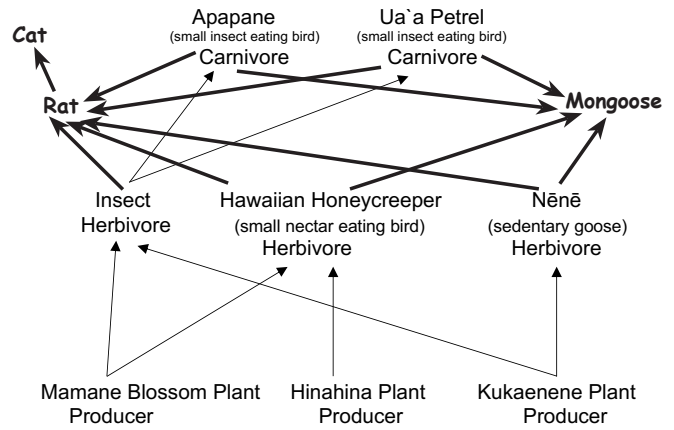 Cat
Apapane
(small insect eating bird)
Carnivore
Ua`a Petrel
(small insect eating bird)
Carnivore
Rat
Mongoose
Insect
Herbivore
Hawaiian Honeycreeper
(small nectar eating bird)
Herbivore
Nēnē
(sedentary goose)
Herbivore
Mamane Blossom Plant
Producer
Hinahina Plant
Producer
Kukaenene Plant
Producer